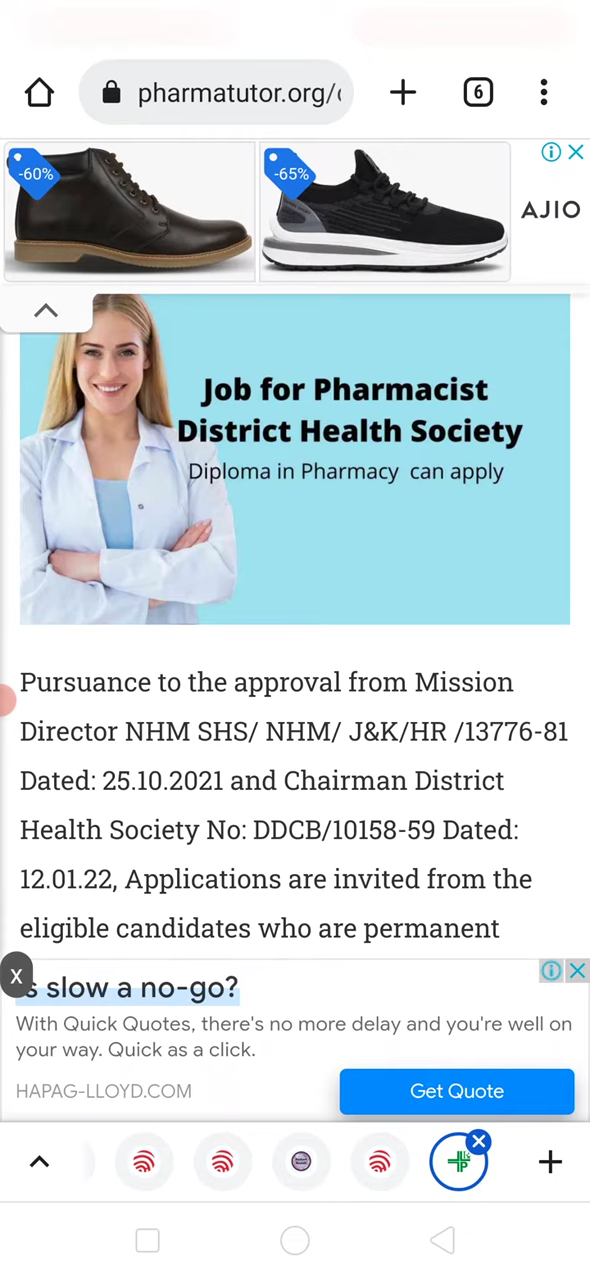 pharmatutor.org/
6
-60%
-65%
AJIO
Job for Pharmacist
District Health Society
Diploma in Pharmacy can apply
Pursuance to the approval from Mission
Director NHM SHS/ NHM/ J&K/HR /13776-81
Dated: 25.10.2021 and Chairman District
Health Society No: DDCB/10158-59 Dated:
12.01.22, Applications are invited from the
eligible candidates who are permanent
X
slow a no-go?
With Quick Quotes, there's no more delay and you're well on
your way. Quick as a click.
HAPAG-LLOYD.COM
Get Quote